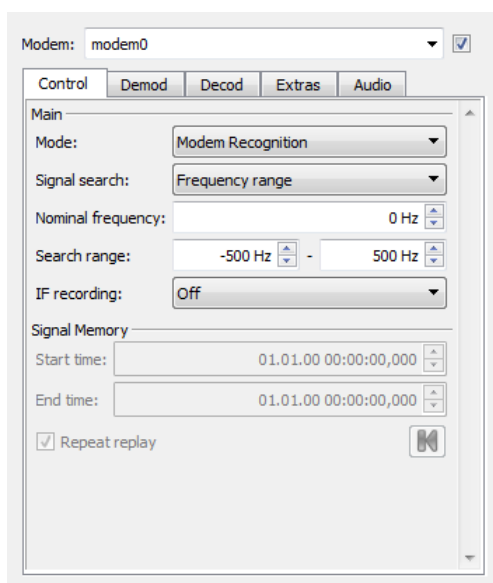 Modem: modem0
Control Demod Decod Extras Audio
Main
Mode: Modem Recognition
Signal search: Frequency range
Nominal frequency: 0 Hz
Search range: -500 Hz - 500 Hz
IF recording: Off
Signal Memory
Start time: 01.01.00 00:00:00,000
End time: 01.01.00 00:00:00,000
Repeat replay